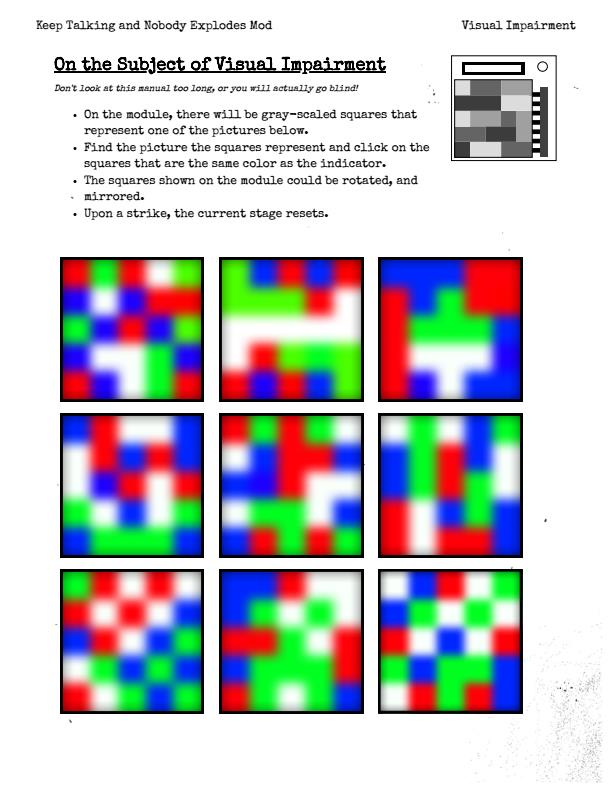 Keep Talking and Nobody Explodes Mod
Visual Impairment
On the Subject of Visual Impairment
Don't look at this manual too long, or you will actually go blind!
• On the module, there will be gray-scaled squares that
represent one of the pictures below.
• Find the picture the squares represent and click on the
squares that are the same color as the indicator.
• The squares shown on the module could be rotated, and
mirrored.
• Upon a strike, the current stage resets.